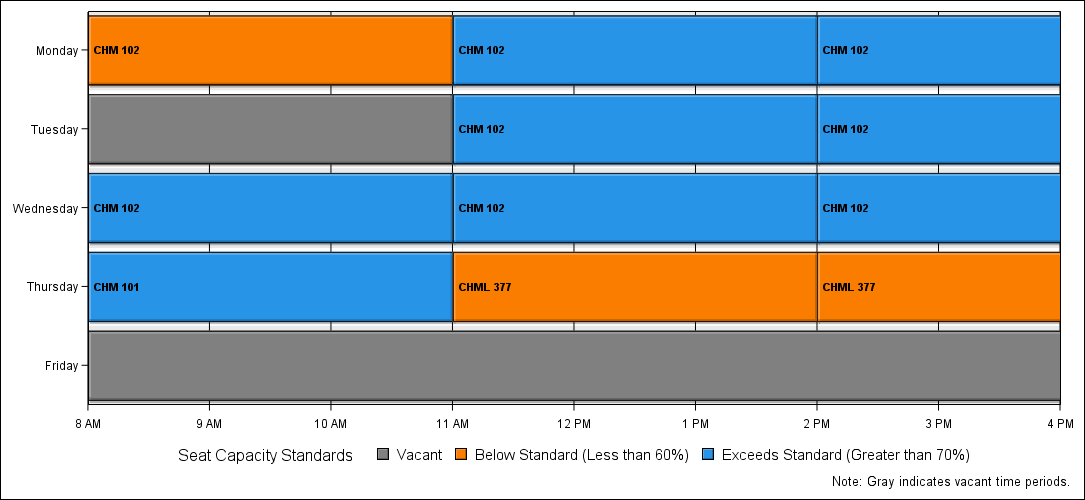 Monday CHM 102 CHM 102 CHM 102
Tuesday CHM 102 CHM 102
Wednesday CHM 102 CHM 102 CHM 102
Thursday CHM 101 CHML 377 CHML 377
Friday
8 AM 9 AM 10 AM 11 AM 12 PM 1 PM 2 PM 3 PM 4 PM
Seat Capacity Standards Vacant Below Standard (Less than 60%) Exceeds Standard (Greater than 70%)
Note: Gray indicates vacant time periods.